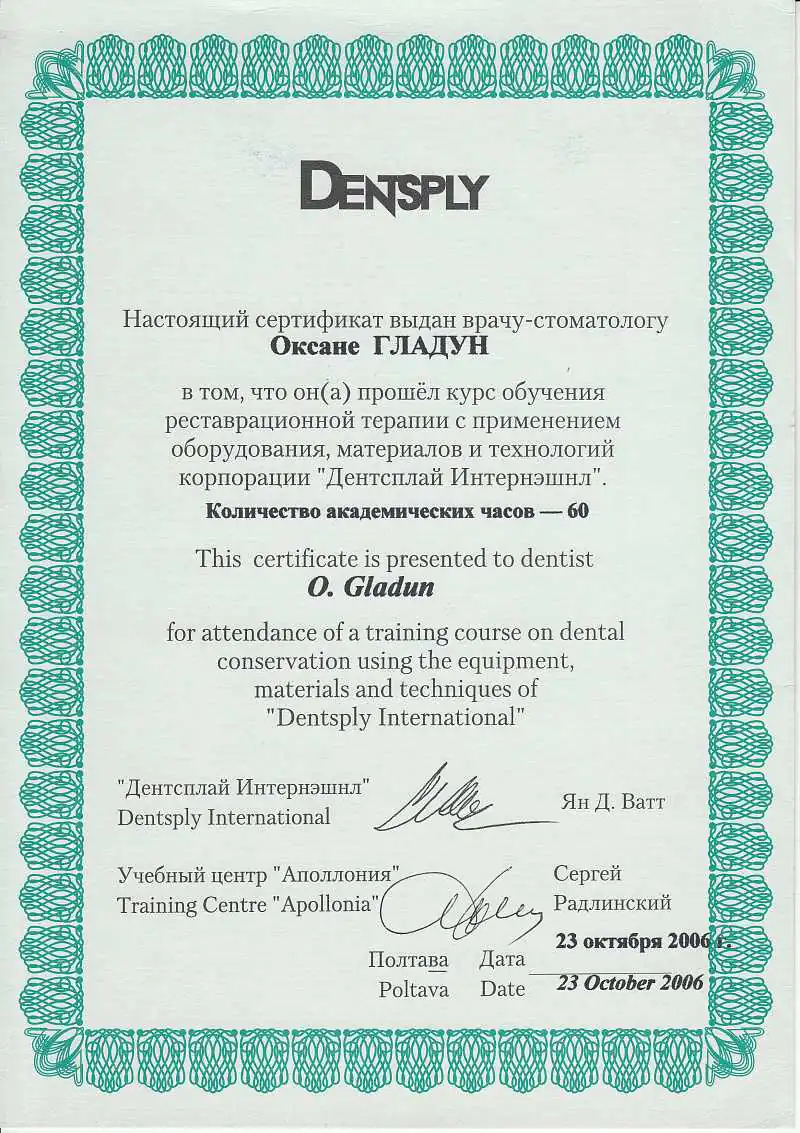 DENTSPLY
Настоящий сертификат выдан врачу-стоматологу
Оксане ГЛАДУН
в том, что он(а) прошёл курс обучения
реставрационной терапии с применением
оборудования, материалов и технологий
корпорации "Дентсплай Интернэшнл".
Количество академических часов — 60
This certificate is presented to dentist
O. Gladun
for attendance of a training course on dental
conservation using the equipment,
materials and techniques of
"Dentsply International"
"Дентсплай Интернэшнл"
Dentsply International
Ян Д. Ватт
Учебный центр "Аполлония"
Training Centre "Apollonia"
Сергей
Радлинский
23 октября 2006 г.
Полтава Дата
Poltava Date
23 October 2006